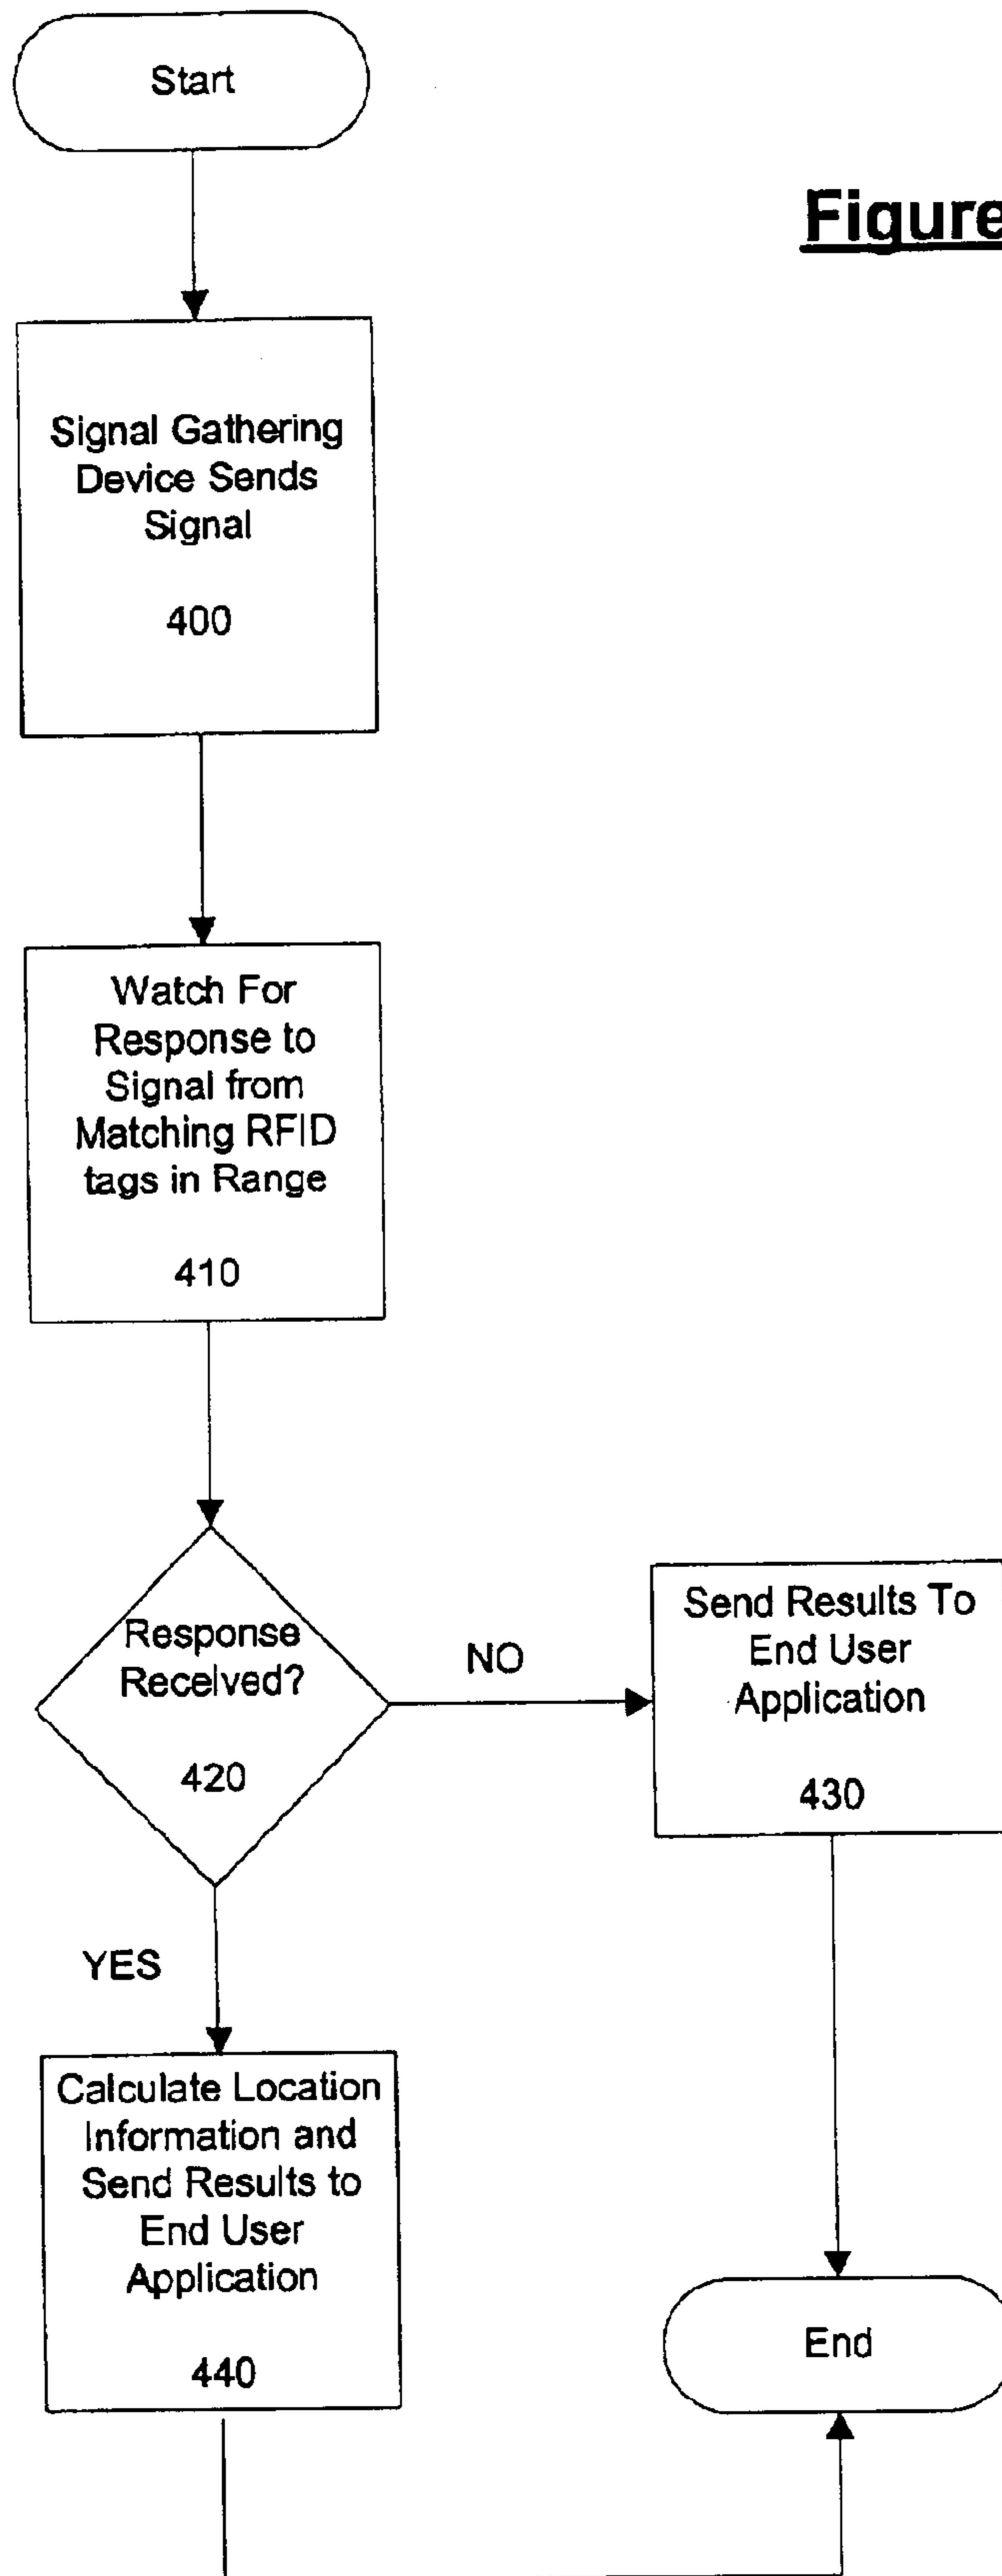 Start
Figure
Signal Gathering
Device Sends
Signal
400
Watch For
Response to
Signal from
Matching RFID
tags in Range
410
Response
Received?
420
NO
Send Results To
End User
Application
430
YES
Calculate Location
Information and
Send Results to
End User
Application
440
End